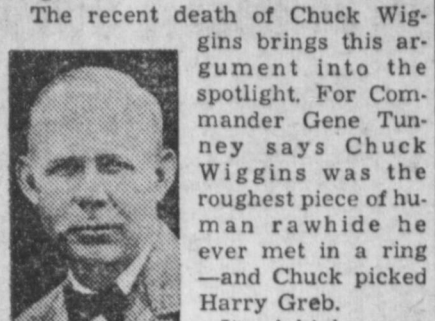 The recent death of Chuck Wig-
gins brings this ar-
gument into the
spotlight. For Com-
mander Gene Tun-
ney says Chuck
Wiggins was the
roughest piece of hu-
man rawhide he
ever met in a ring
—and Chuck picked
Harry Greb.